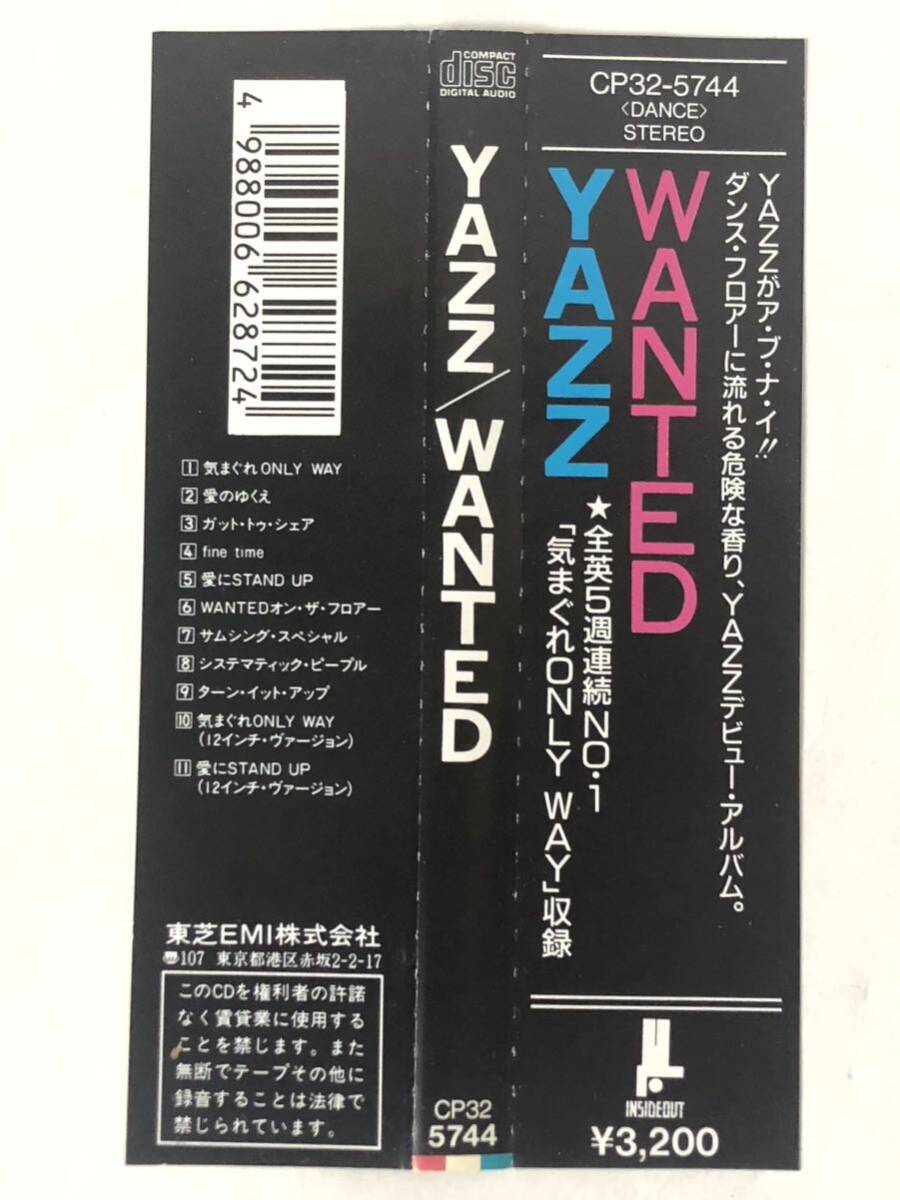 4 988006 628724
1 気まぐれONLY WAY
2 愛のゆくえ
3 ガット・トゥ・シェア
4 fine time
5 愛にSTAND UP
6 WANTEDオン・ザ・フロアー
7 サムシング・スペシャル
8 システマティック・ピープル
9 ターン・イット・アップ
10 気まぐれONLY WAY
(12インチ・ヴァージョン)
11 愛にSTAND UP
(12インチ・ヴァージョン)
東芝EMI株式会社
107 東京都港区赤坂2-2-17
このCDを権利者の許諾
なく賃貸業に使用する
ことを禁じます。また
無断でテープその他に
録音することは法律で
禁じられています。
COMPACT
disc
DIGITAL AUDIO
YAZZ/WANTED
CP32
5744
CP32-5744
〈DANCE〉
STEREO
YAZZがア・ブ・ナ・イ!!
ダンス・フロアーに流れる危険な香り、YAZZデビュー・アルバム。
WANTED
YAZZ
★全英5週連続NO・1
「気まぐれONLY WAY」収録
INSIDEOUT
¥3,200